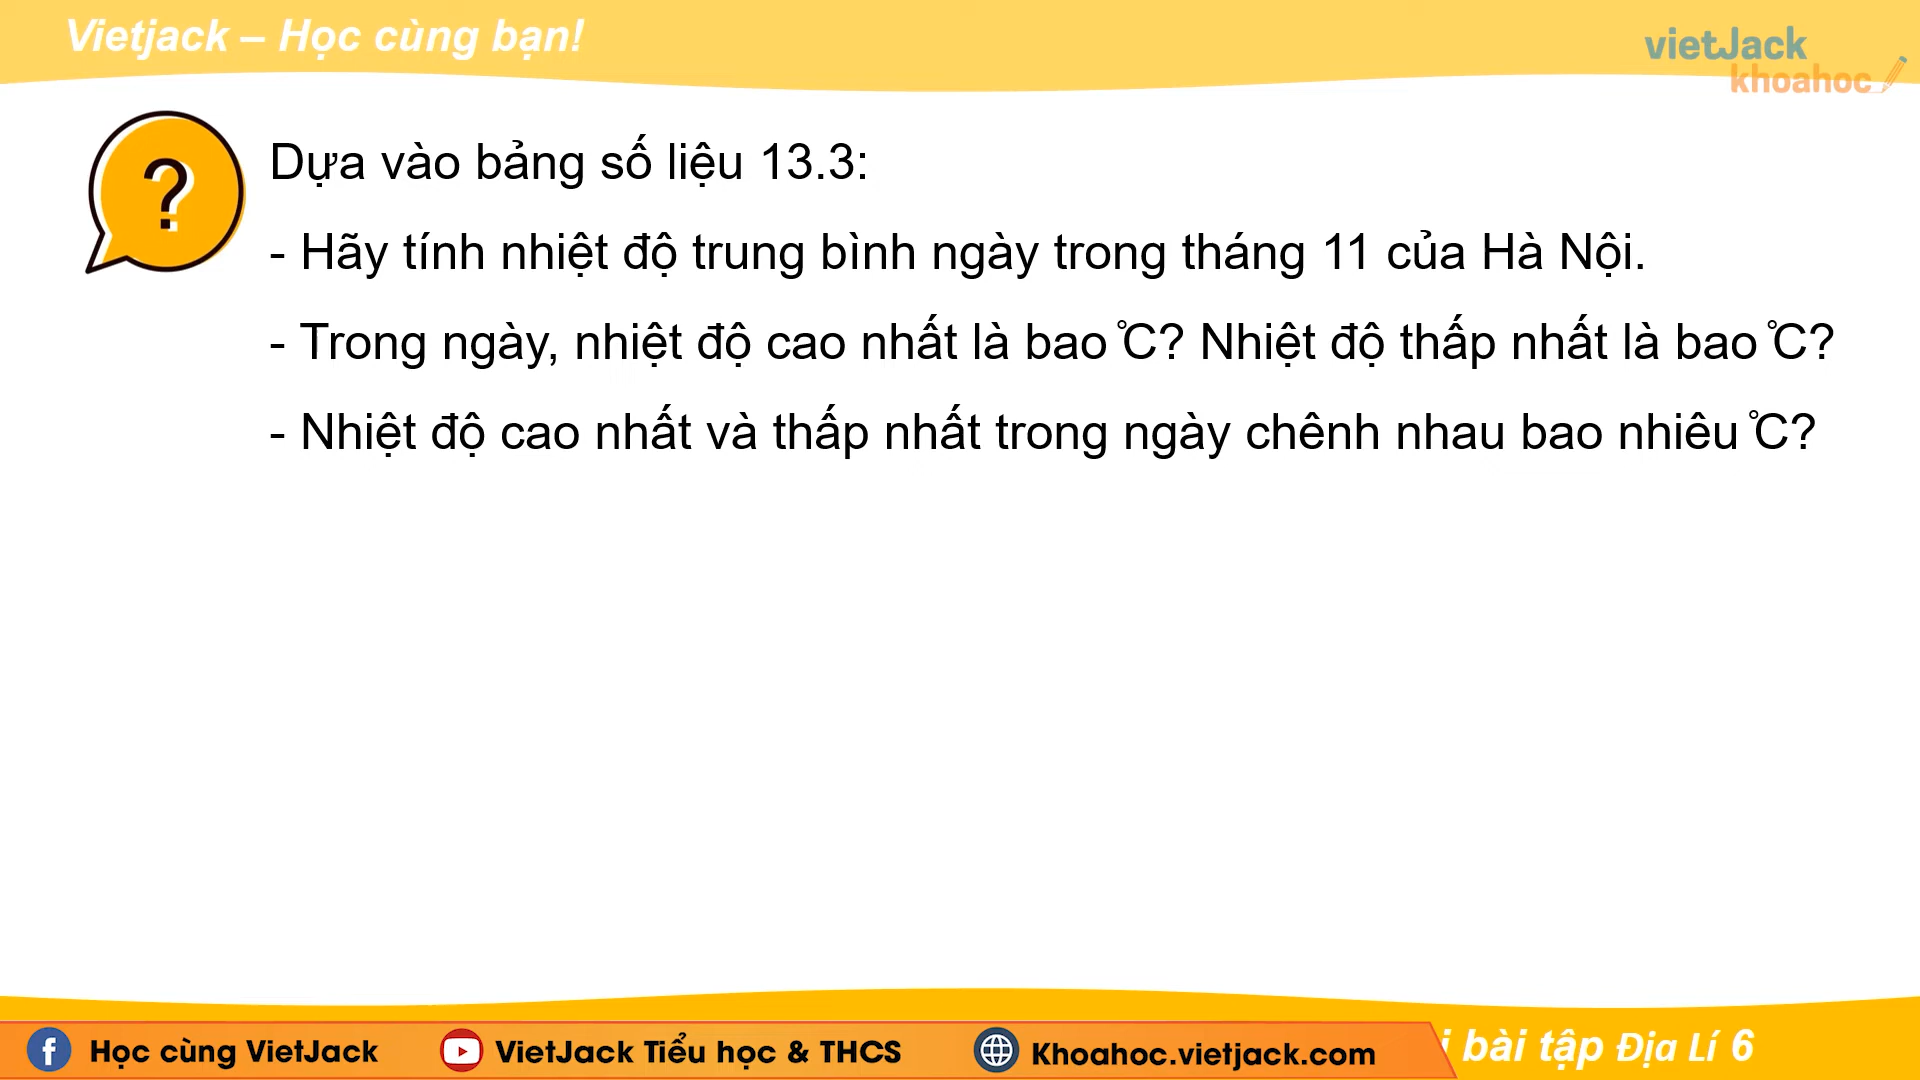 Vietjack – Học cùng bạn!
vietJack
khoahoc
?
Dựa vào bảng số liệu 13.3:
- Hãy tính nhiệt độ trung bình ngày trong tháng 11 của Hà Nội.
- Trong ngày, nhiệt độ cao nhất là bao ℃? Nhiệt độ thấp nhất là bao ℃?
- Nhiệt độ cao nhất và thấp nhất trong ngày chênh nhau bao nhiêu ℃?
Học cùng VietJack
VietJack Tiểu học & THCS
Khoahoc.vietjack.com
bài tập Địa Lí 6